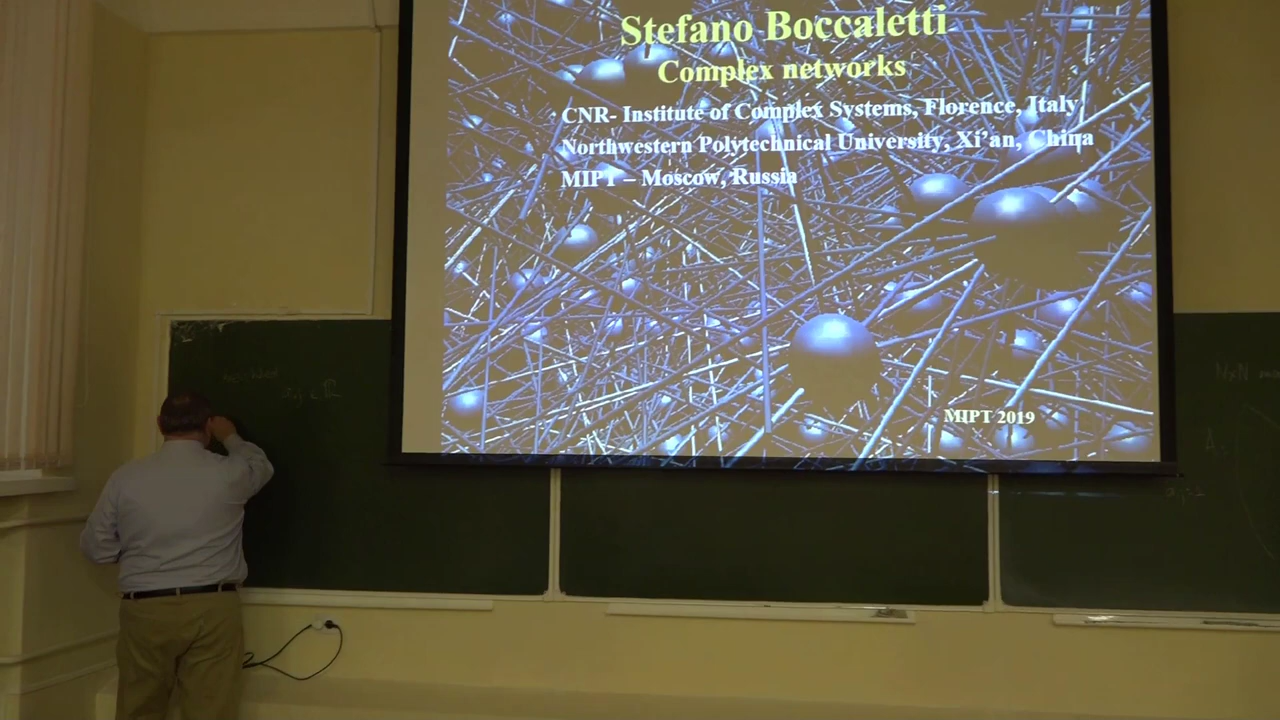 Stefano Boccaletti
Complex networks
CNR- Institute of Complex Systems, Florence, Italy
Northwestern Polytechnical University, Xi'an, China
MIPT – Moscow, Russia
MIPT 2019
NxN